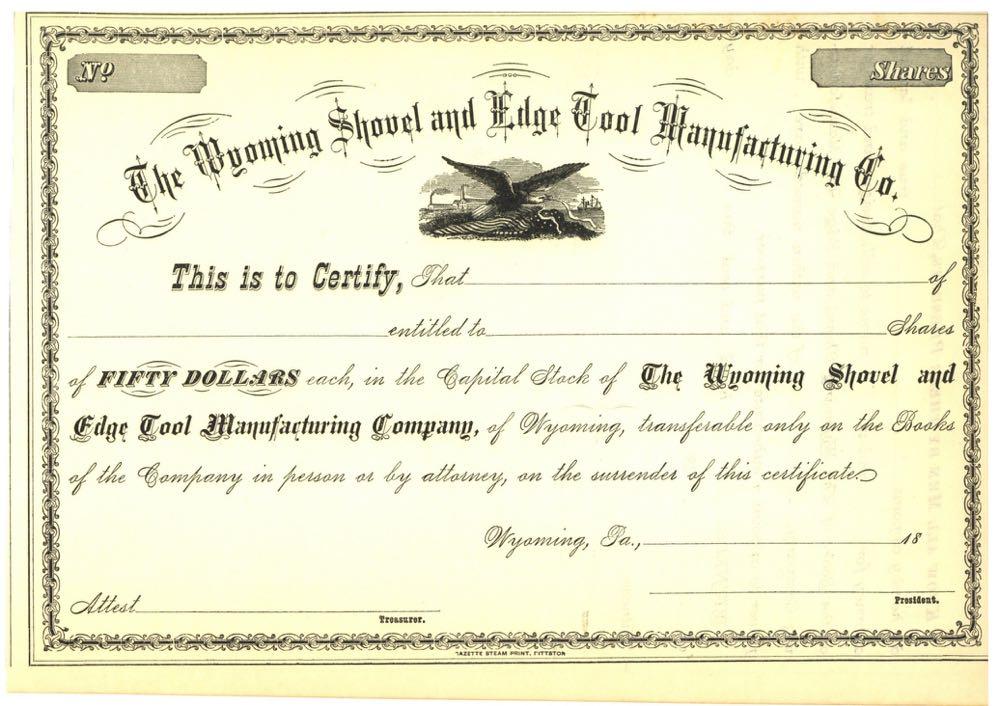 No
Shares
The Wyoming Shovel and Edge Tool Manufacturing Co.
This is to Certify, That of
entitled to Shares
of FIFTY DOLLARS each, in the Capital Stock of The Wyoming Shovel and
Edge Tool Manufacturing Company, of Wyoming, transferable only on the Books
of the Company in person or by attorney, on the surrender of this certificate.
Wyoming, Pa., 18
President.
Attest
Treasurer.
GAZETTE STEAM PRINT, PITTSTON